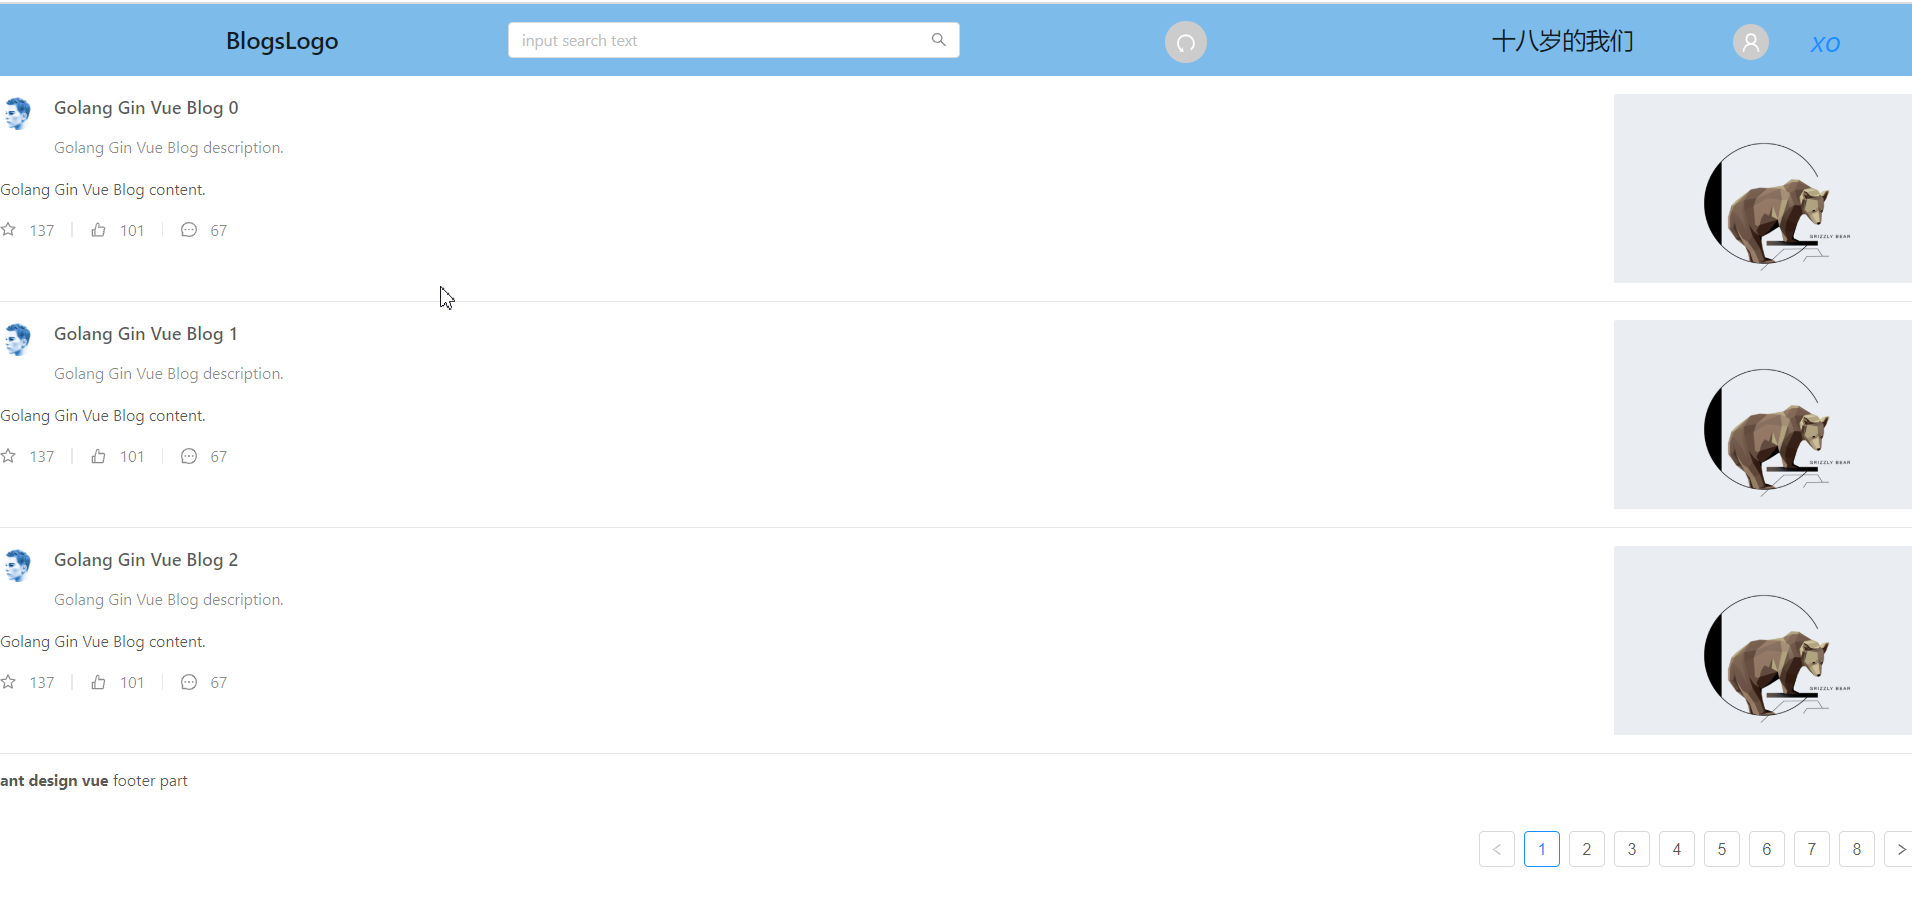 BlogsLogo
input search text
十八岁的我们
xo
Golang Gin Vue Blog 0
Golang Gin Vue Blog description.
Golang Gin Vue Blog content.
137 101 67
GRIZZLY BEAR
Golang Gin Vue Blog 1
Golang Gin Vue Blog description.
Golang Gin Vue Blog content.
137 101 67
GRIZZLY BEAR
Golang Gin Vue Blog 2
Golang Gin Vue Blog description.
Golang Gin Vue Blog content.
137 101 67
GRIZZLY BEAR
ant design vue footer part
< 1 2 3 4 5 6 7 8 >